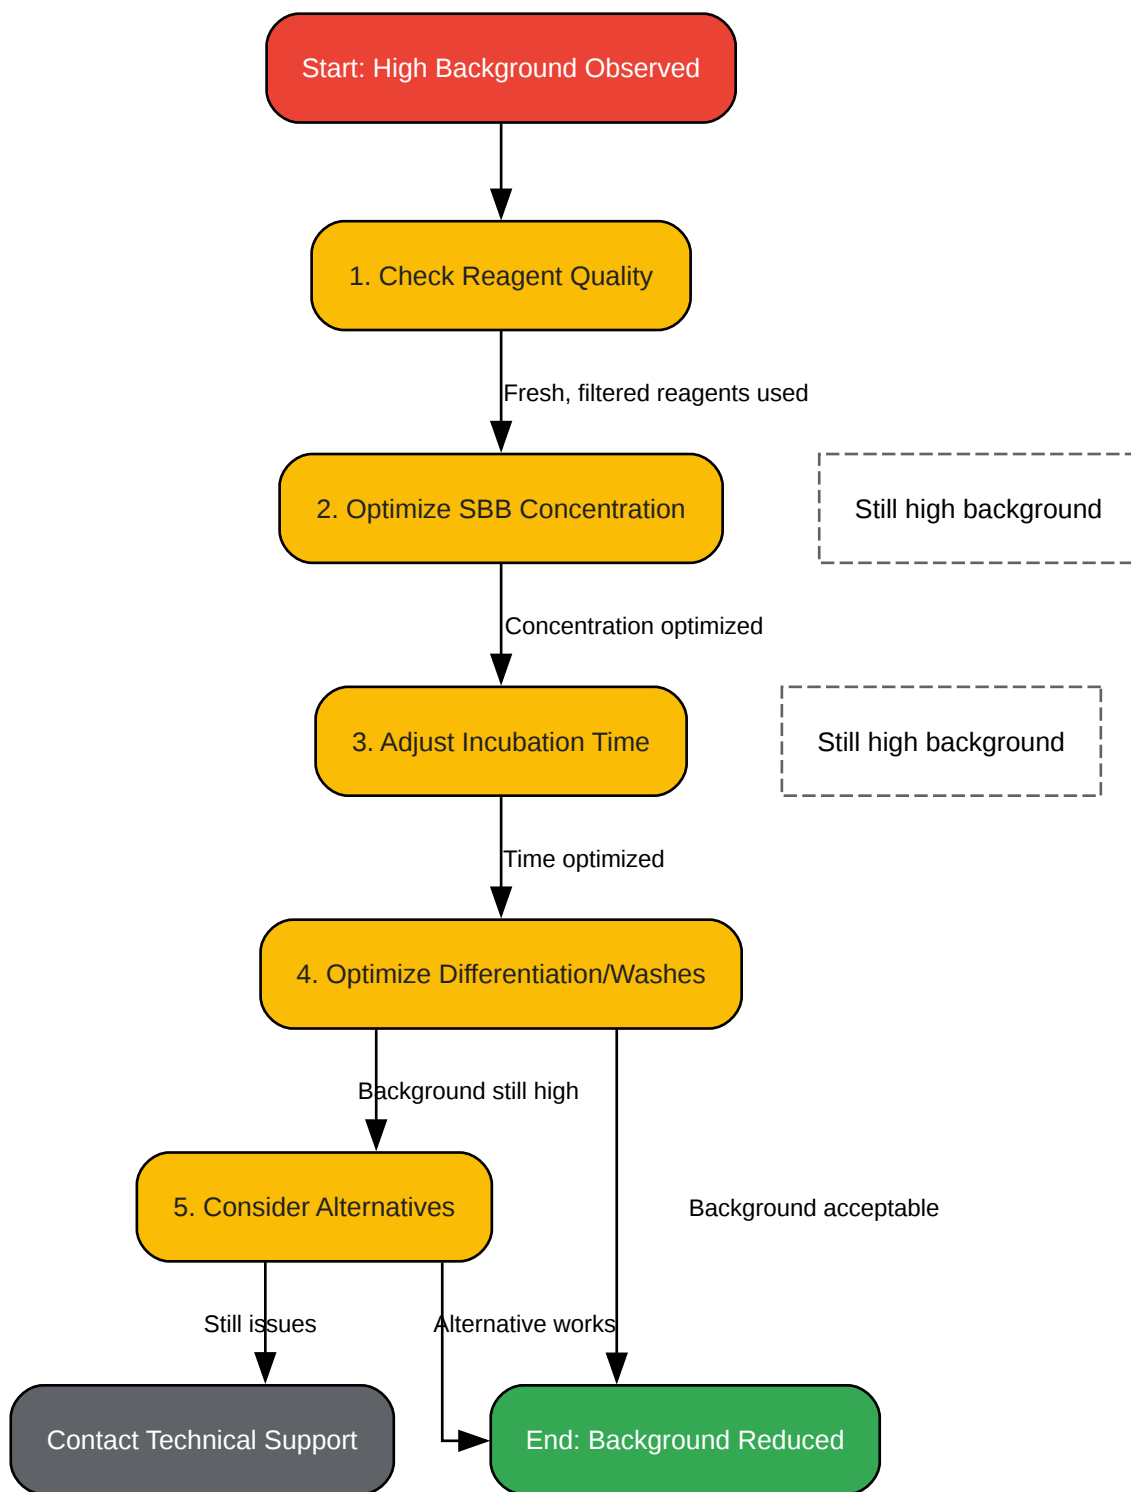 Start: High Background Observed
1. Check Reagent Quality
Fresh, filtered reagents used
2. Optimize SBB Concentration
Still high background
Concentration optimized
3. Adjust Incubation Time
Still high background
Time optimized
4. Optimize Differentiation/Washes
Background still high
5. Consider Alternatives
Background acceptable
Still issues
Alternative works
Contact Technical Support
End: Background Reduced